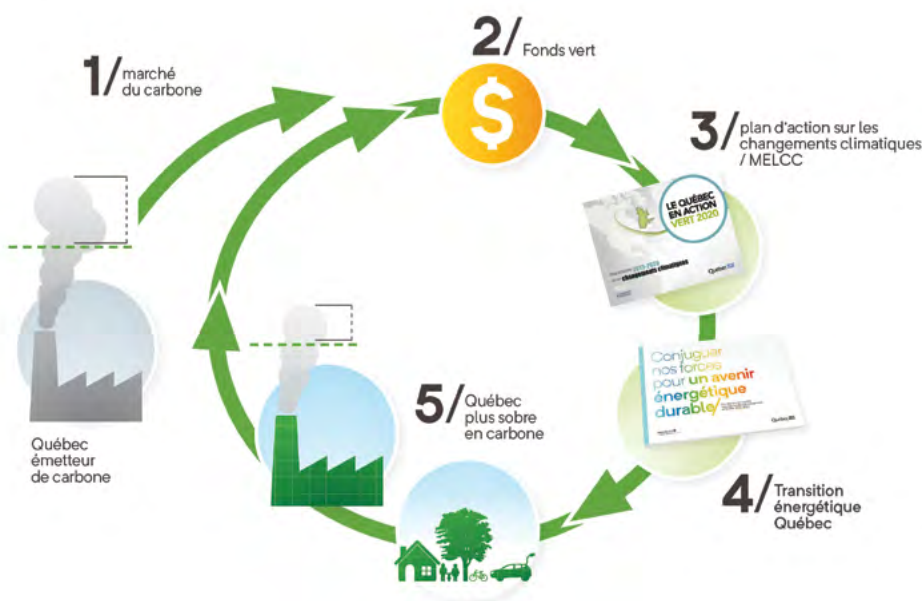 1/ marché
du carbone
2/ Fonds vert
3/ plan d'action sur les
changements climatiques
/ MELCC
LE QUÉBEC
EN ACTION
VERT 2020
changements climatiques
Québec
Conjuguer
nos forces
pour un avenir
énergétique
durable/
Québec
4/ Transition
énergétique
Québec
5/ Québec
plus sobre
en carbone
Québec
émetteur
de carbone
$